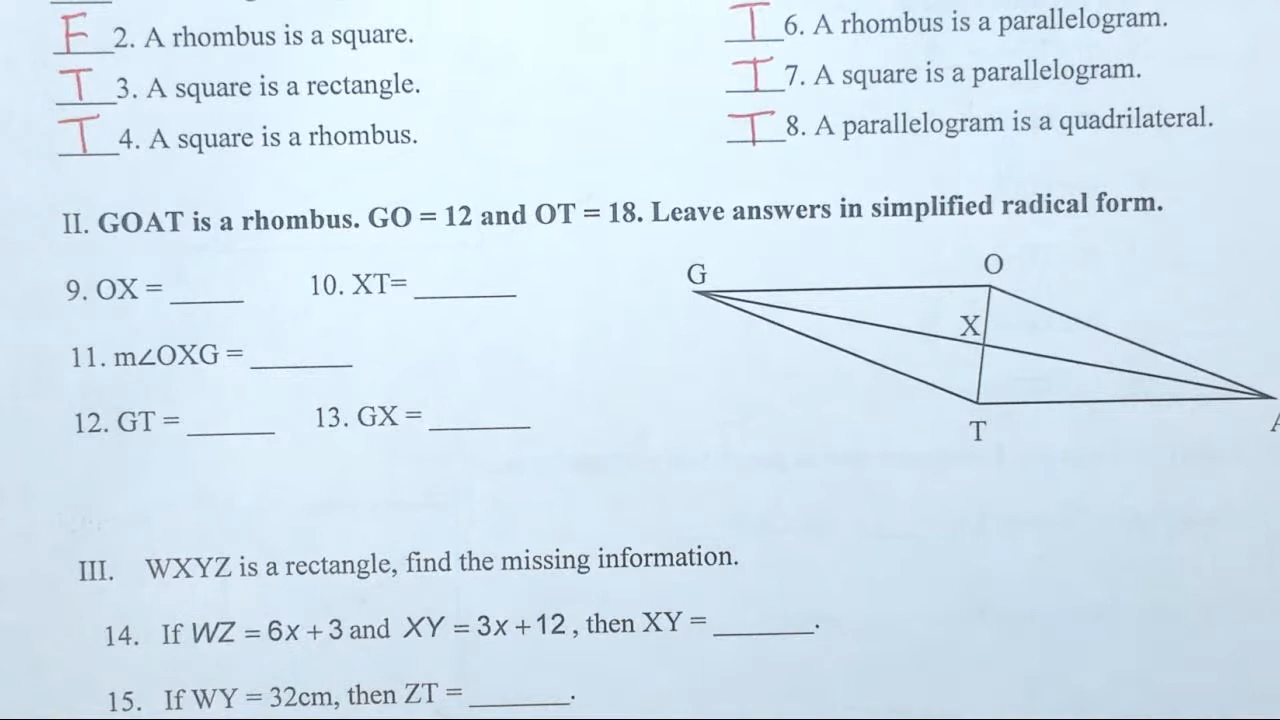 F 2. A rhombus is a square.
T 3. A square is a rectangle.
T 4. A square is a rhombus.
T 6. A rhombus is a parallelogram.
T 7. A square is a parallelogram.
T 8. A parallelogram is a quadrilateral.
II. GOAT is a rhombus. GO = 12 and OT = 18. Leave answers in simplified radical form.
9. OX = _____ 10. XT= _______
11. m∠OXG = _______
12. GT = ______ 13. GX = _______
G
O
X
T
A
III. WXYZ is a rectangle, find the missing information.
14. If WZ = 6x + 3 and XY = 3x + 12, then XY = _______.
15. If WY = 32cm, then ZT = _______.